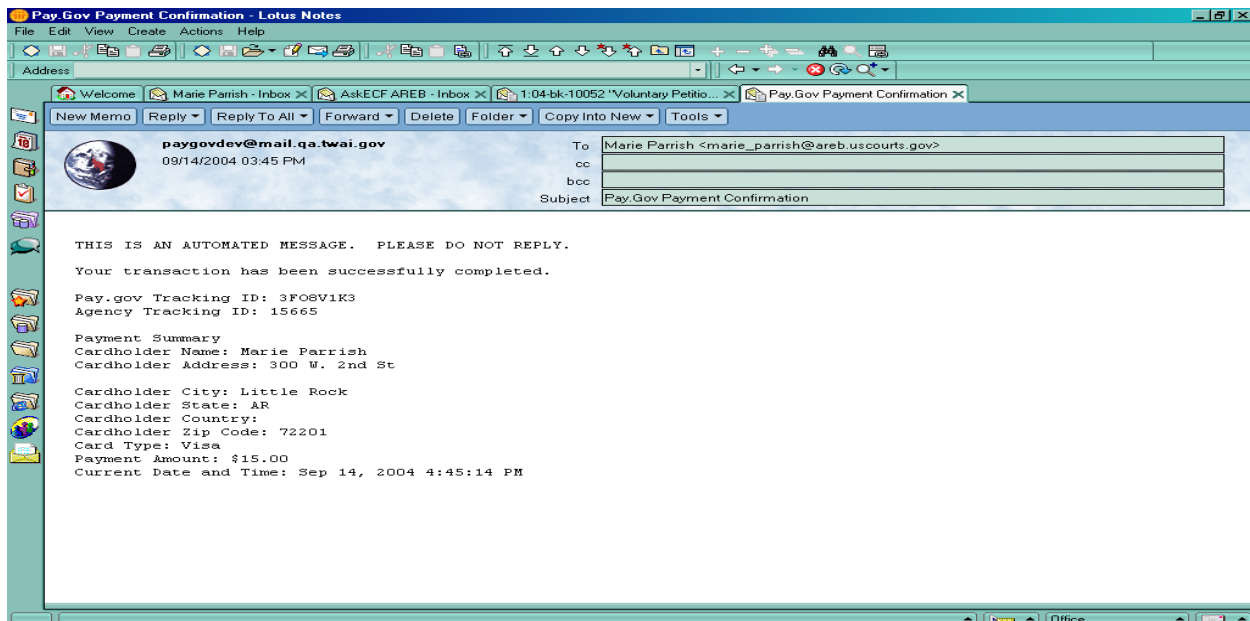 Pay.Gov Payment Confirmation - Lotus Notes
File Edit View Create Actions Help
Address
Welcome Marie Parrish - Inbox AskECF AREB - Inbox 1:04-bk-10052 "Voluntary Petitio... Pay.Gov Payment Confirmation
New Memo Reply Reply To All Forward Delete Folder Copy Into New Tools
paygovdev@mail.qa.twai.gov
09/14/2004 03:45 PM
To Marie Parrish <marie_parrish@areb.uscourts.gov>
cc
bcc
Subject Pay.Gov Payment Confirmation
THIS IS AN AUTOMATED MESSAGE. PLEASE DO NOT REPLY.
Your transaction has been successfully completed.
Pay.gov Tracking ID: 3FO8V1K3
Agency Tracking ID: 15665
Payment Summary
Cardholder Name: Marie Parrish
Cardholder Address: 300 W. 2nd St
Cardholder City: Little Rock
Cardholder State: AR
Cardholder Country:
Cardholder Zip Code: 72201
Card Type: Visa
Payment Amount: $15.00
Current Date and Time: Sep 14, 2004 4:45:14 PM
Office